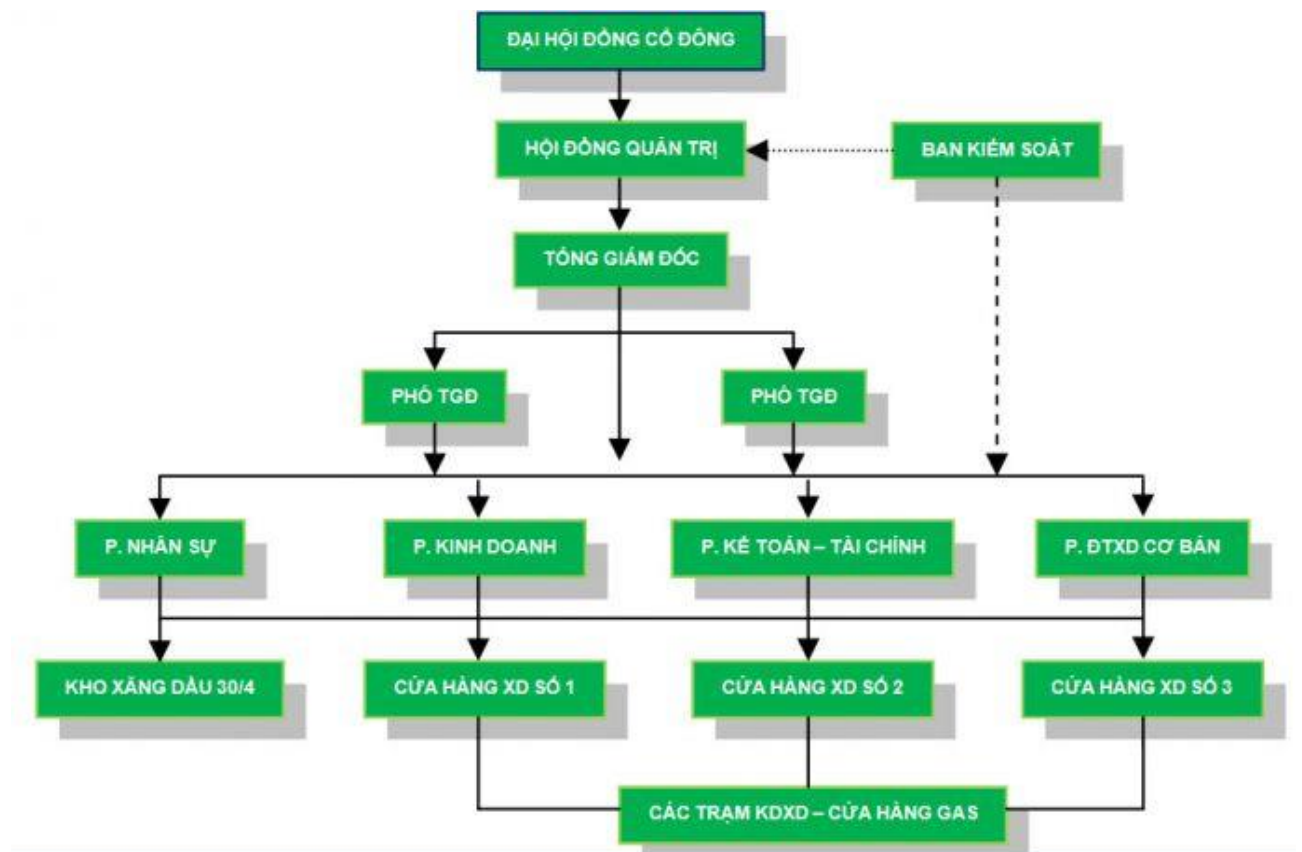 ĐẠI HỘI ĐỒNG CỔ ĐÔNG
HỘI ĐỒNG QUẢN TRỊ
BAN KIỂM SOÁT
TỔNG GIÁM ĐỐC
PHÓ TGĐ
PHÓ TGĐ
P. NHÂN SỰ
P. KINH DOANH
P. KẾ TOÁN – TÀI CHÍNH
P. ĐTXD CƠ BẢN
KHO XĂNG DẦU 30/4
CỬA HÀNG XD SỐ 1
CỬA HÀNG XD SỐ 2
CỬA HÀNG XD SỐ 3
CÁC TRẠM KDXD – CỬA HÀNG GAS